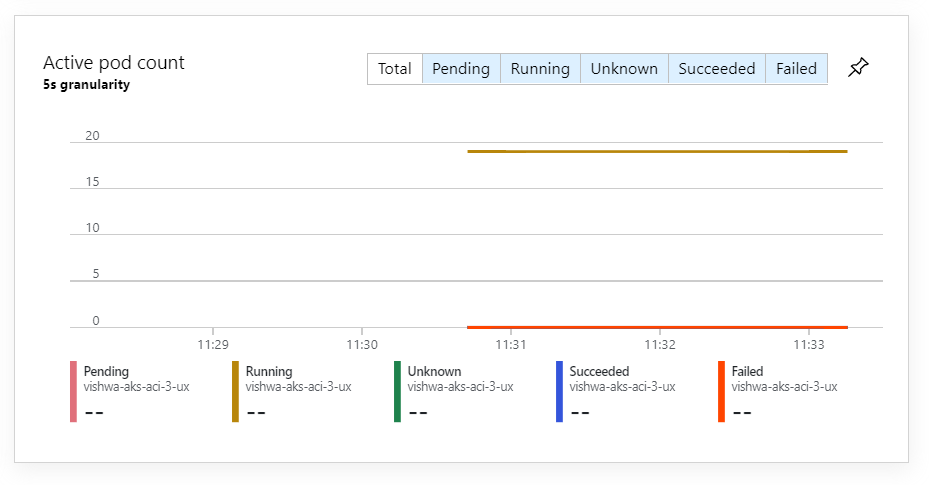 Active pod count
5s granularity
Total Pending Running Unknown Succeeded Failed
20
15
10
5
0
11:29 11:30 11:31 11:32 11:33
Pending Running Unknown Succeeded Failed
vishwa-aks-aci-3-ux vishwa-aks-aci-3-ux vishwa-aks-aci-3-ux vishwa-aks-aci-3-ux vishwa-aks-aci-3-ux
-- -- -- -- --